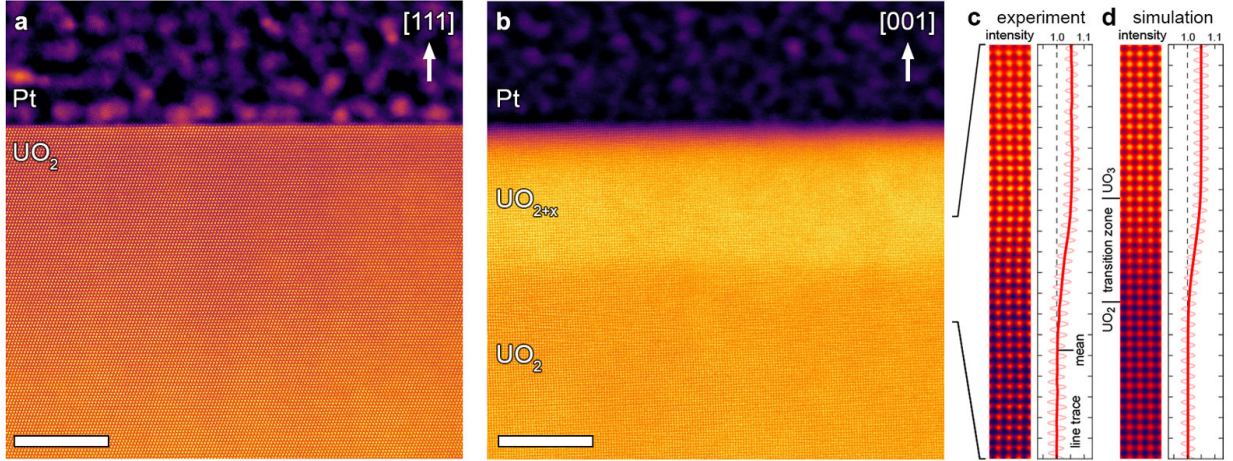 a
[111]
Pt
UO2
b
[001]
UO2+x
UO2
c experiment
intensity
1.0 1.1
mean
line trace
d simulation
intensity
1.0 1.1
UO2 | transition zone | UO3